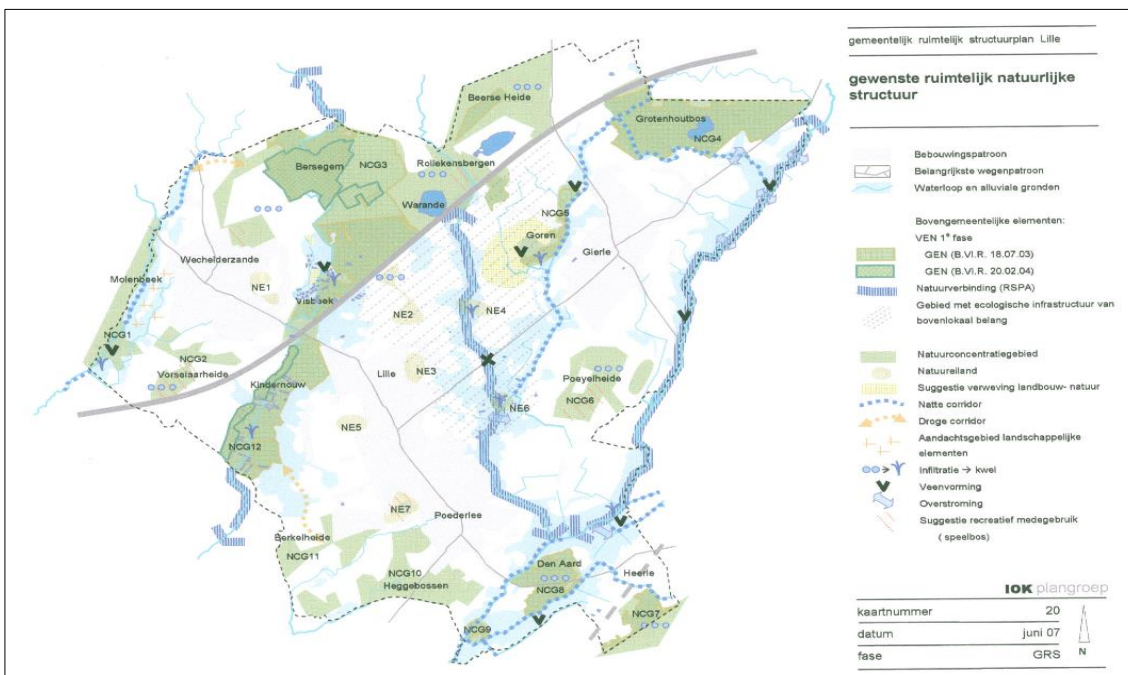 gemeentelijk ruimtelijk structuurplan Lille
gewenste ruimtelijk natuurlijke
structuur
Bebouwingspatroon
Belangrijkste wegenpatroon
Waterloop en alluviale gronden
Bovengemeentelijke elementen:
VEN 1e fase
GEN (B.Vl.R. 18.07.03)
GEN (B.Vl.R. 20.02.04)
Natuurverbinding (RSPA)
Gebied met ecologische infrastructuur van
bovenlokaal belang
Natuurconcentratiegebied
Natuureiland
Suggestie verweving landbouw- natuur
Natte corridor
Droge corridor
Aandachtsgebied landschappelijke
elementen
infiltratie → kwel
Veenvorming
Overstroming
Suggestie recreatief medegebruik
( speelbos)
IOK plangroep
kaartnummer 20
datum juni 07
fase GRS
N
Beerse Heide
Grotenhoutbos
NCG4
Bersegem
NCG3
Rollekensbergen
Warande
NCG5
Goren
Gierle
Wechelderzande
Molenbeek
NE1
Visbeek
NE2
NE4
NCG1
NCG2
Vorselaarheide
Lille
NE3
Kindernouw
Poeyelheide
NCG6
NE6
NE5
NCG12
NE7
Poederlee
Berkelheide
NCG11
NCG10
Heggebossen
Den Aard
NCG8
Heerle
NCG7
NCG9